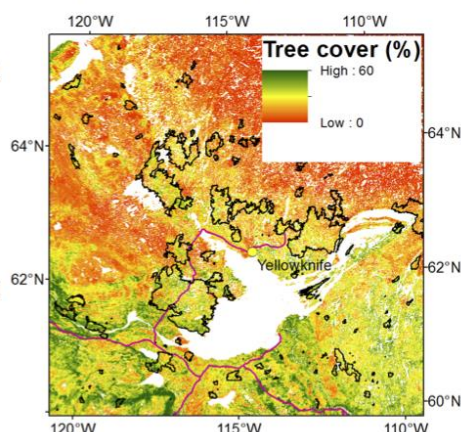 120°W 115°W 110°W
Tree cover (%)
High : 60
Low : 0
64°N 64°N
Yellowknife
62°N 62°N
60°N
120°W 115°W 110°W